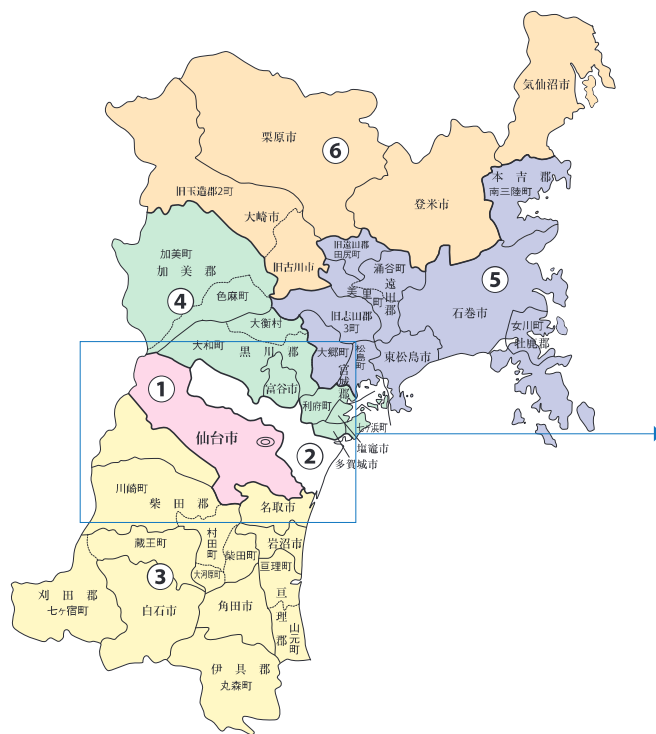 気仙沼市
栗原市
⑥
本吉郡
南三陸町
旧玉造郡2町
登米市
大崎市
加美町
加美郡
旧遠田郡
田尻町
旧古川市
涌谷町
遠田郡
美里町
⑤
色麻町
④
石巻市
旧志田郡
3町
大衡村
女川町
牡鹿郡
大和町
黒川郡
大郷町
松島町
東松島市
宮城郡
①
富谷市
利府町
七ヶ浜町
仙台市
塩竈市
②
多賀城市
川崎町
柴田郡
名取市
村田町
岩沼市
蔵王町
柴田町
亘理町
大河原町
③
刈田郡
七ヶ宿町
白石市
角田市
亘理郡
山元町
伊具郡
丸森町